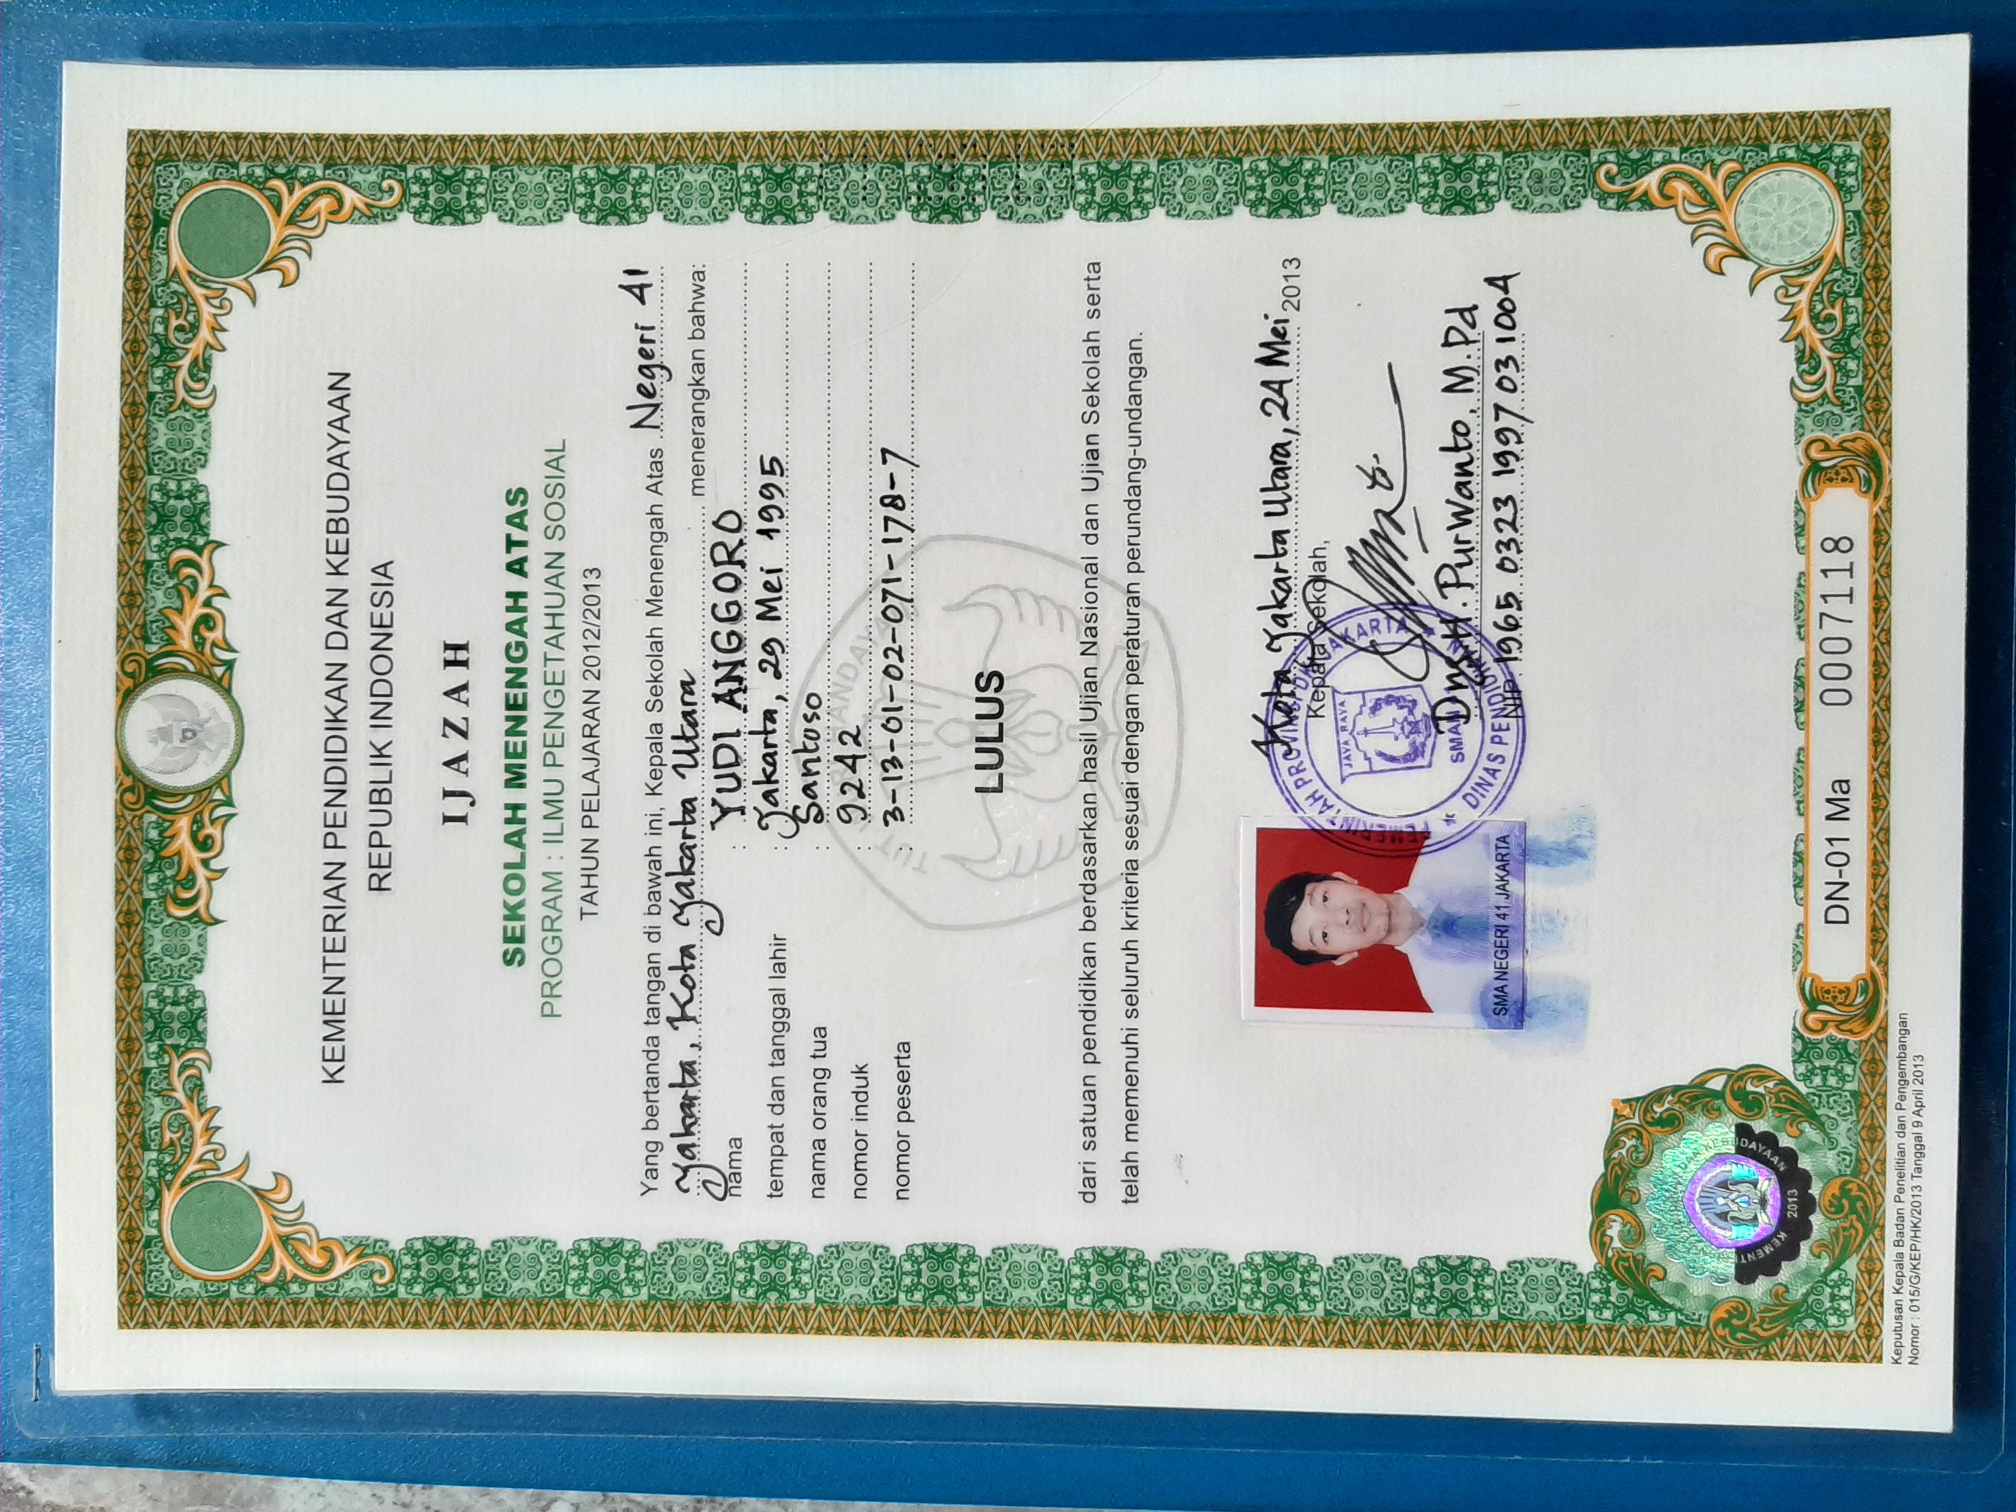 KEMENTERIAN PENDIDIKAN DAN KEBUDAYAAN
REPUBLIK INDONESIA
IJAZAH
SEKOLAH MENENGAH ATAS
PROGRAM : ILMU PENGETAHUAN SOSIAL
TAHUN PELAJARAN 2012/2013
Yang bertanda tangan di bawah ini, Kepala Sekolah Menengah Atas Negeri 41
Jakarta, Kota Jakarta Utara menerangkan bahwa:
nama : YUDI ANGGORO
tempat dan tanggal lahir : Jakarta, 29 Mei 1995
nama orang tua : Santoso
nomor induk : 9242
nomor peserta : 3-13-01-02-071-178-7
TUT HANDAYANI
LULUS
dari satuan pendidikan berdasarkan hasil Ujian Nasional dan Ujian Sekolah serta
telah memenuhi seluruh kriteria sesuai dengan peraturan perundang-undangan.
Kota Jakarta Utara, 24 Mei 2013
Kepala Sekolah,
PEMERINTAH PROVINSI DKI JAKARTA
JAYA RAYA
SMAN
DINAS PENDIDIKAN
Drs. H. Purwanto, M.Pd
NIP. 1965 0323 1997 03 1004
SMA NEGERI 41 JAKARTA
2013
DN-01 Ma 0007118
Keputusan Kepala Badan Penelitian dan Pengembangan
Nomor : 015/G/KEP/HK/2013 Tanggal 9 April 2013